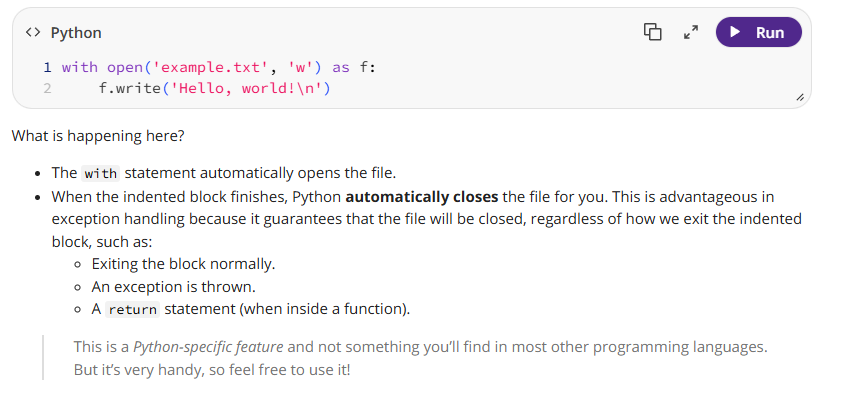 <> Python
Run
1 with open('example.txt', 'w') as f:
2     f.write('Hello, world!\n')
What is happening here?
• The with statement automatically opens the file.
• When the indented block finishes, Python automatically closes the file for you. This is advantageous in
exception handling because it guarantees that the file will be closed, regardless of how we exit the indented
block, such as:
◦ Exiting the block normally.
◦ An exception is thrown.
◦ A return statement (when inside a function).
This is a Python-specific feature and not something you’ll find in most other programming languages.
But it’s very handy, so feel free to use it!